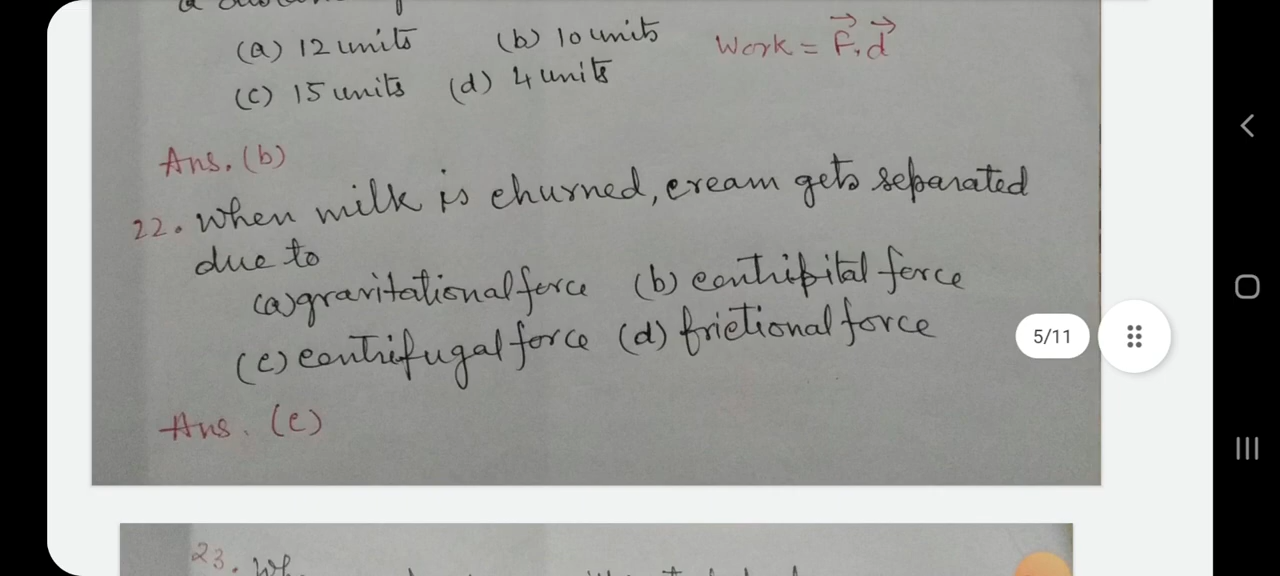 (a) 12 units (b) 10 units Work = F.d
(c) 15 units (d) 4 units
Ans. (b)
22. When milk is churned, cream gets separated
due to
(a) gravitational force (b) centripital force
(c) centrifugal force (d) frictional force
Ans. (c)
5/11
23.